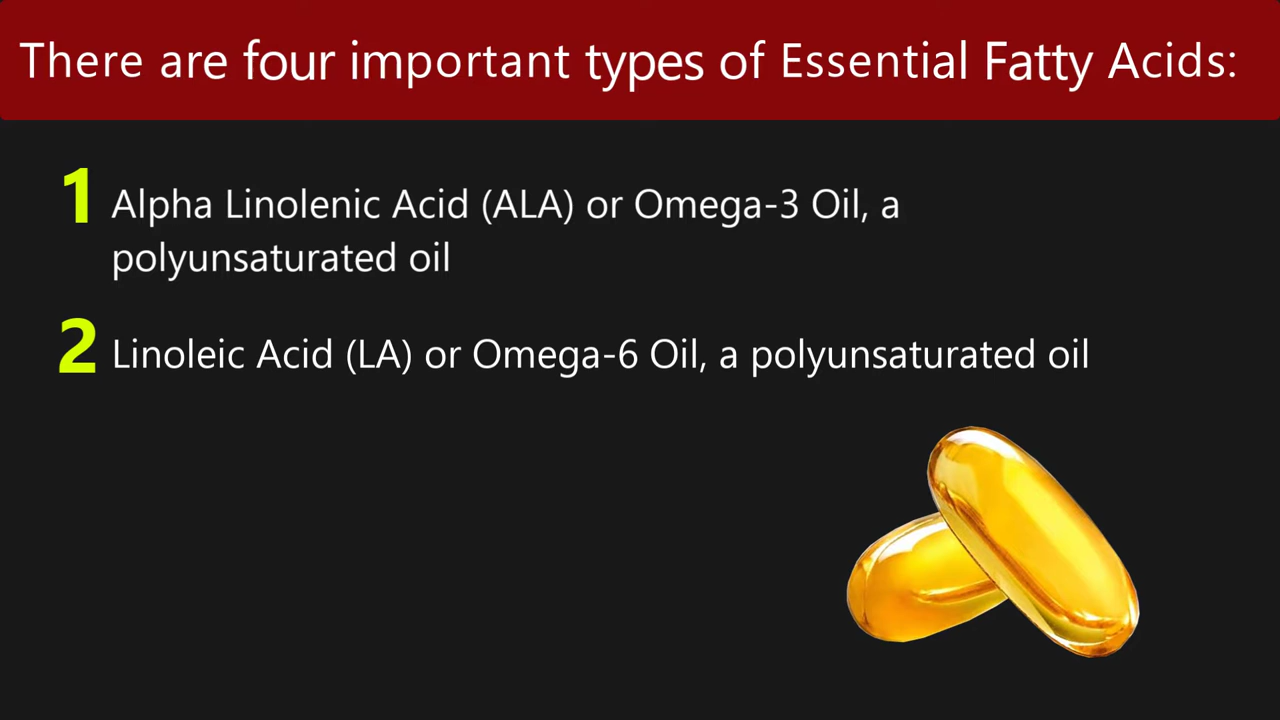 There are four important types of Essential Fatty Acids:
1 Alpha Linolenic Acid (ALA) or Omega-3 Oil, a
polyunsaturated oil
2 Linoleic Acid (LA) or Omega-6 Oil, a polyunsaturated oil